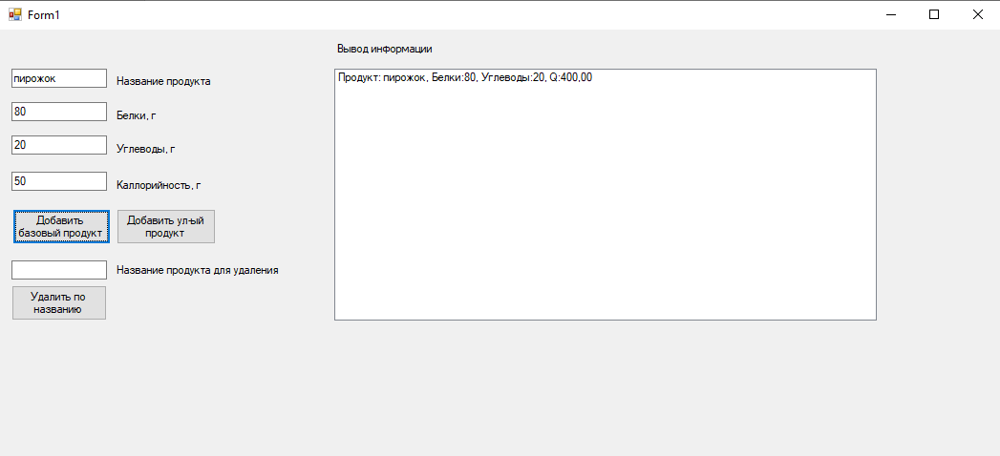 Form1
Вывод информации
пирожок
Название продукта
80
Белки, г
20
Углеводы, г
50
Каллорийность, г
Добавить
базовый продукт
Добавить ул-ый
продукт
Название продукта для удаления
Удалить по
названию
Продукт: пирожок, Белки:80, Углеводы:20, Q:400,00